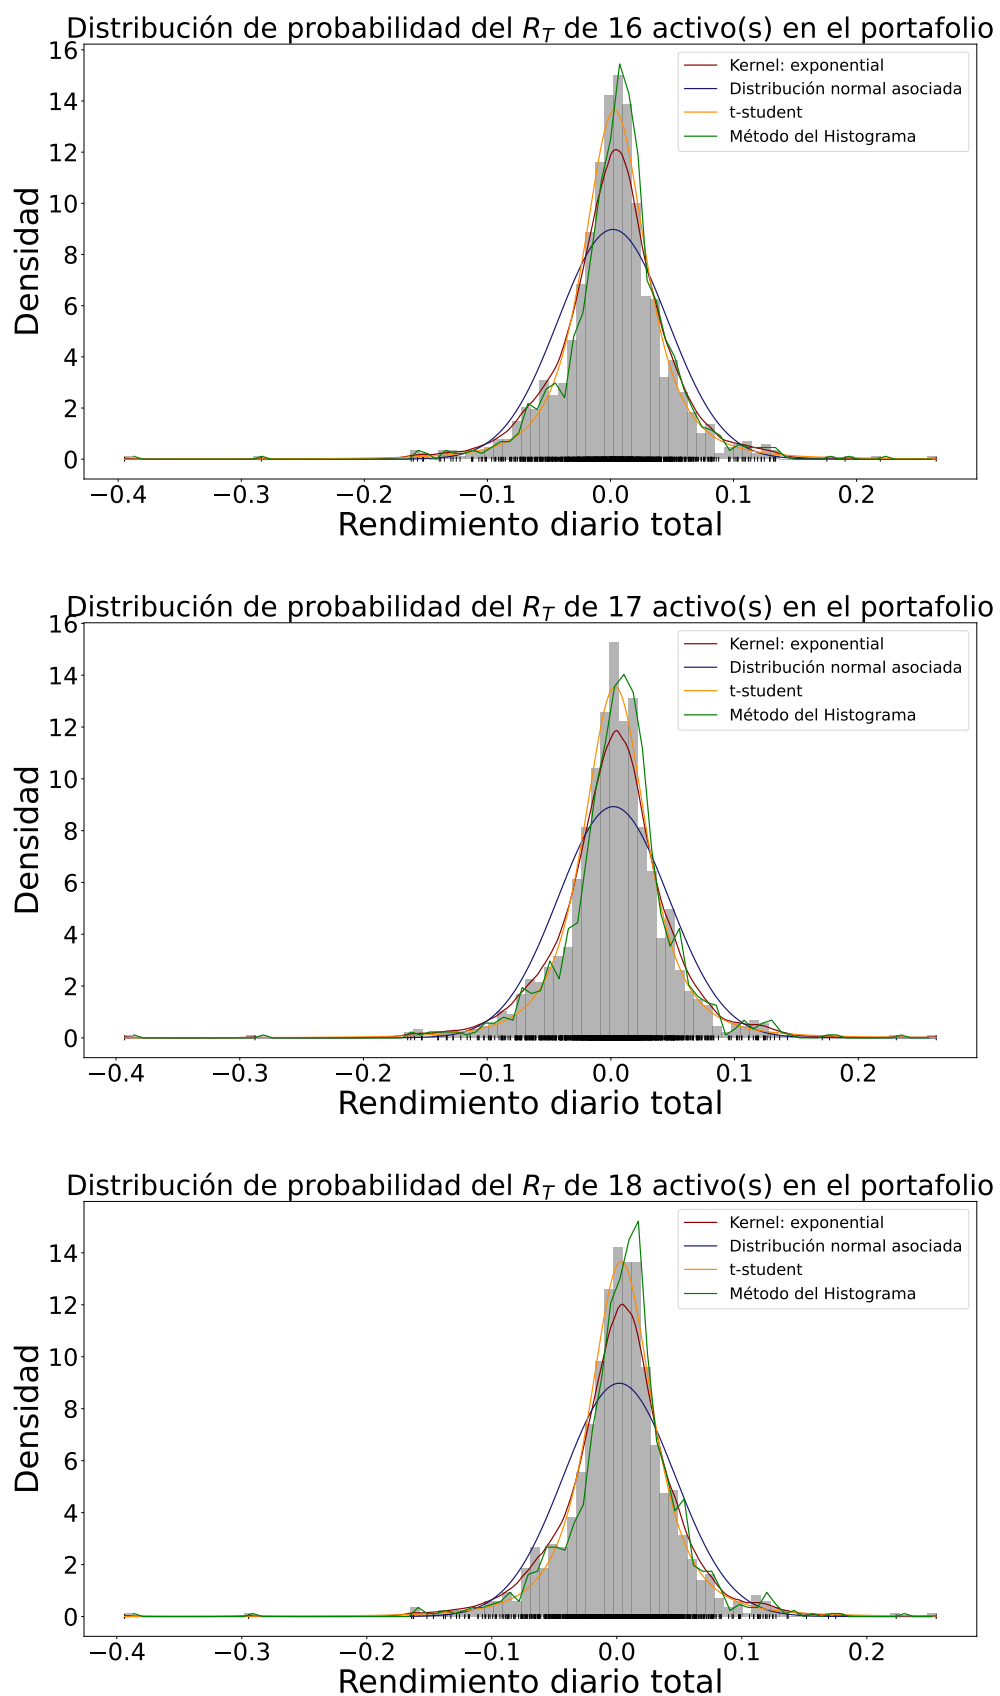 Distribución de probabilidad del R_T de 16 activo(s) en el portafolio
Kernel: exponential
Distribución normal asociada
t-student
Método del Histograma
Densidad
16
14
12
10
8
6
4
2
0
−0.4 −0.3 −0.2 −0.1 0.0 0.1 0.2
Rendimiento diario total
Distribución de probabilidad del R_T de 17 activo(s) en el portafolio
Kernel: exponential
Distribución normal asociada
t-student
Método del Histograma
Densidad
16
14
12
10
8
6
4
2
0
−0.4 −0.3 −0.2 −0.1 0.0 0.1 0.2
Rendimiento diario total
Distribución de probabilidad del R_T de 18 activo(s) en el portafolio
Kernel: exponential
Distribución normal asociada
t-student
Método del Histograma
Densidad
14
12
10
8
6
4
2
0
−0.4 −0.3 −0.2 −0.1 0.0 0.1 0.2
Rendimiento diario total